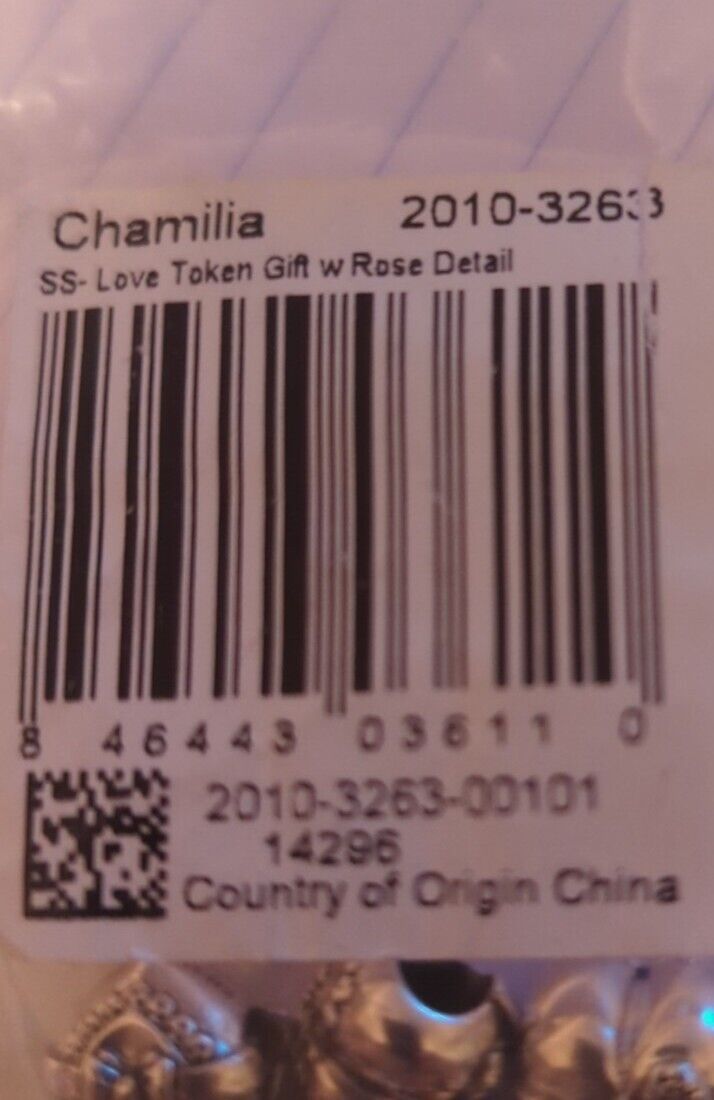 Chamilia 2010-3263
SS- Love Token Gift w Rose Detail
8 46443 03611 0
2010-3263-00101
14296
Country of Origin China